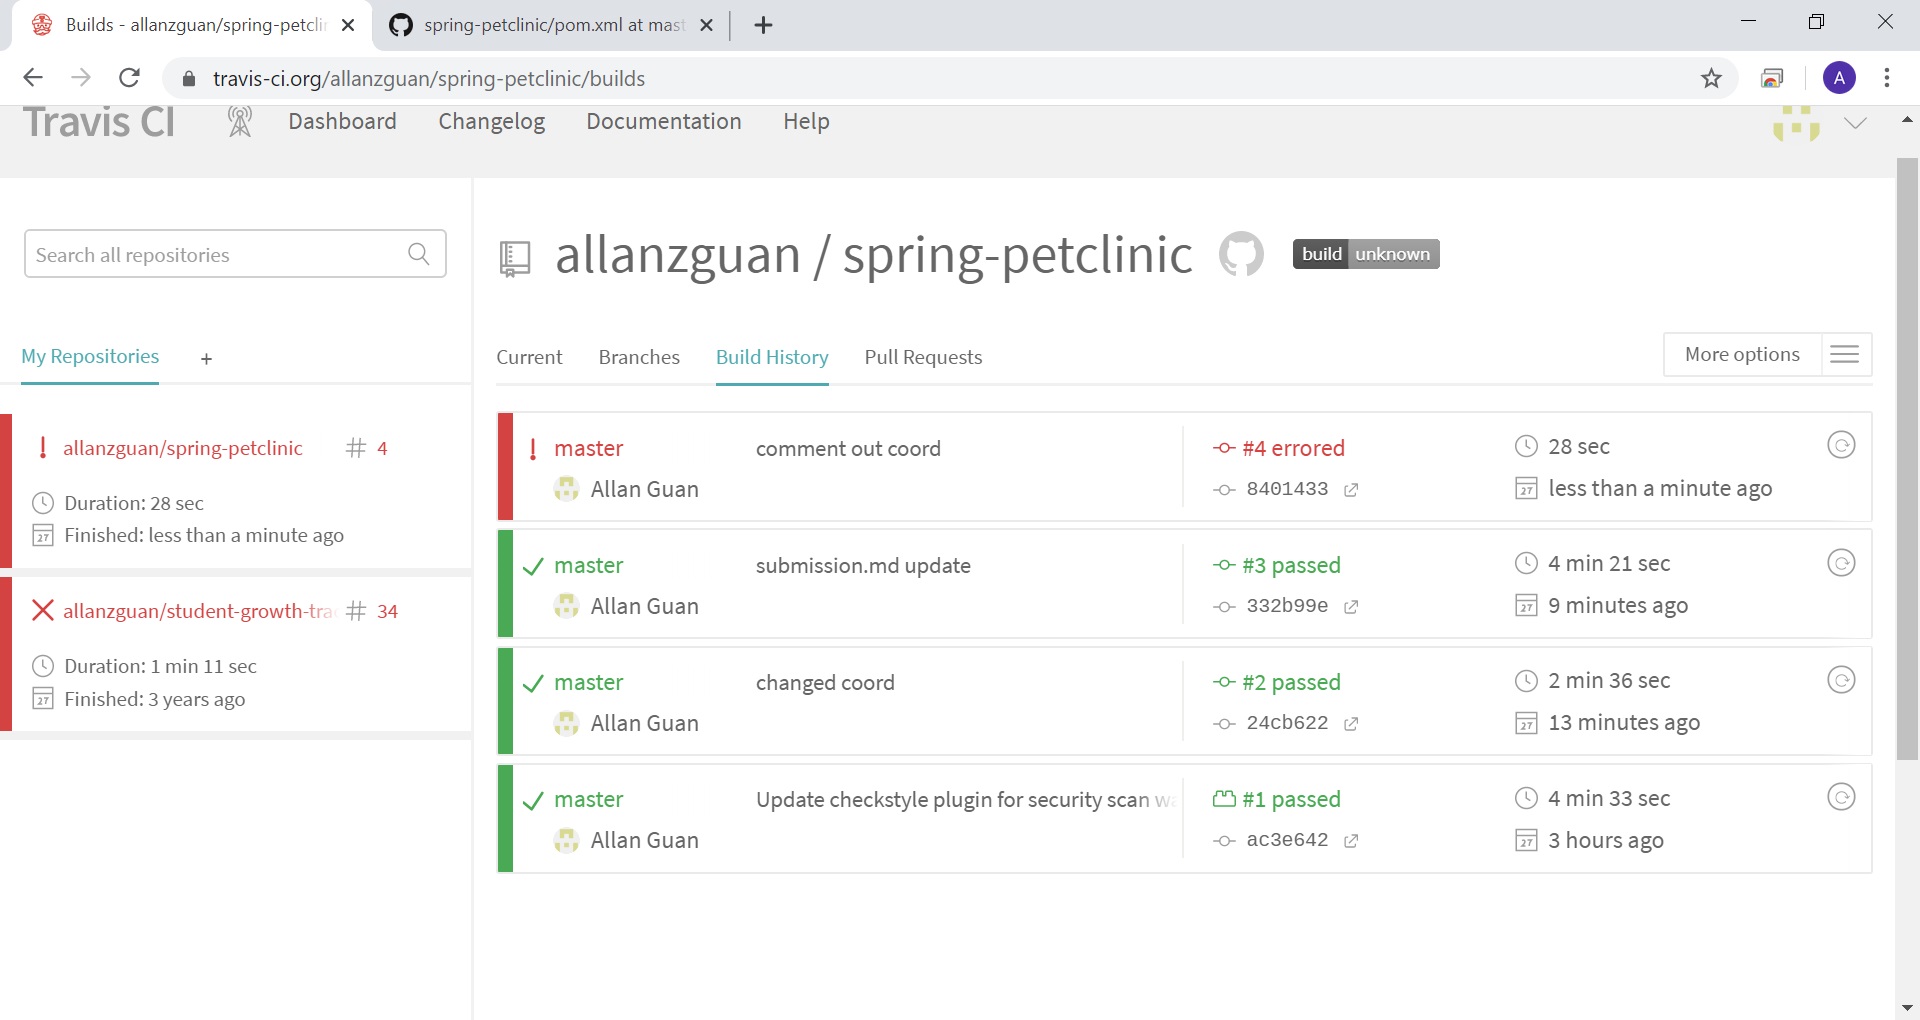 Builds - allanzguan/spring-petclin
spring-petclinic/pom.xml at mast
travis-ci.org/allanzguan/spring-petclinic/builds
A
Travis CI
Dashboard
Changelog
Documentation
Help
Search all repositories
My Repositories
+
allanzguan/spring-petclinic
# 4
Duration: 28 sec
27
Finished: less than a minute ago
allanzguan/student-growth-tra
# 34
Duration: 1 min 11 sec
27
Finished: 3 years ago
allanzguan / spring-petclinic
build unknown
Current
Branches
Build History
Pull Requests
More options
! master
comment out coord
#4 errored
28 sec
Allan Guan
8401433
27
less than a minute ago
master
submission.md update
#3 passed
4 min 21 sec
Allan Guan
332b99e
27
9 minutes ago
master
changed coord
#2 passed
2 min 36 sec
Allan Guan
24cb622
27
13 minutes ago
master
Update checkstyle plugin for security scan wa
#1 passed
4 min 33 sec
Allan Guan
ac3e642
27
3 hours ago